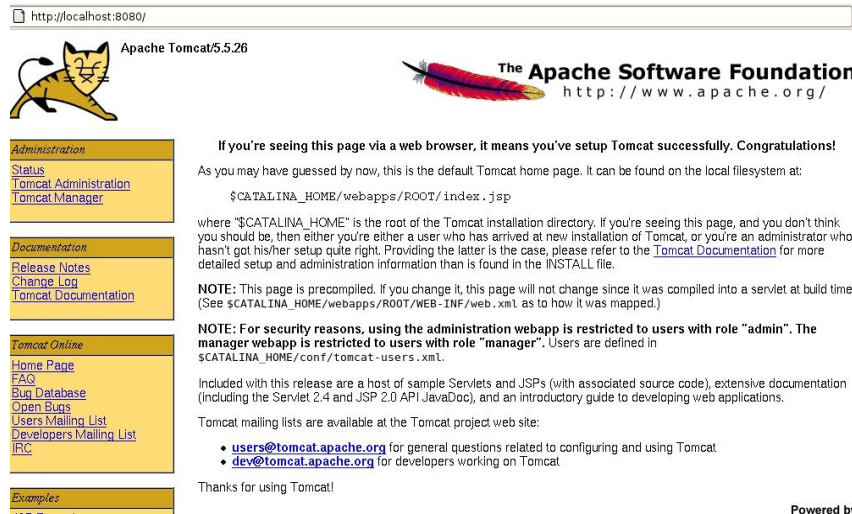 http://localhost:8080/
Apache Tomcat/5.5.26
The Apache Software Foundation
http://www.apache.org/
Administration
Status
Tomcat Administration
Tomcat Manager
Documentation
Release Notes
Change Log
Tomcat Documentation
Tomcat Online
Home Page
FAQ
Bug Database
Open Bugs
Users Mailing List
Developers Mailing List
IRC
Examples
If you're seeing this page via a web browser, it means you've setup Tomcat successfully. Congratulations!
As you may have guessed by now, this is the default Tomcat home page. It can be found on the local filesystem at:
$CATALINA_HOME/webapps/ROOT/index.jsp
where "$CATALINA_HOME" is the root of the Tomcat installation directory. If you're seeing this page, and you don't think
you should be, then either you're either a user who has arrived at new installation of Tomcat, or you're an administrator who
hasn't got his/her setup quite right. Providing the latter is the case, please refer to the Tomcat Documentation for more
detailed setup and administration information than is found in the INSTALL file.
NOTE: This page is precompiled. If you change it, this page will not change since it was compiled into a servlet at build time.
(See $CATALINA_HOME/webapps/ROOT/WEB-INF/web.xml as to how it was mapped.)
NOTE: For security reasons, using the administration webapp is restricted to users with role "admin". The
manager webapp is restricted to users with role "manager". Users are defined in
$CATALINA_HOME/conf/tomcat-users.xml.
Included with this release are a host of sample Servlets and JSPs (with associated source code), extensive documentation
(including the Servlet 2.4 and JSP 2.0 API JavaDoc), and an introductory guide to developing web applications.
Tomcat mailing lists are available at the Tomcat project web site:
users@tomcat.apache.org for general questions related to configuring and using Tomcat
dev@tomcat.apache.org for developers working on Tomcat
Thanks for using Tomcat!
Powered by